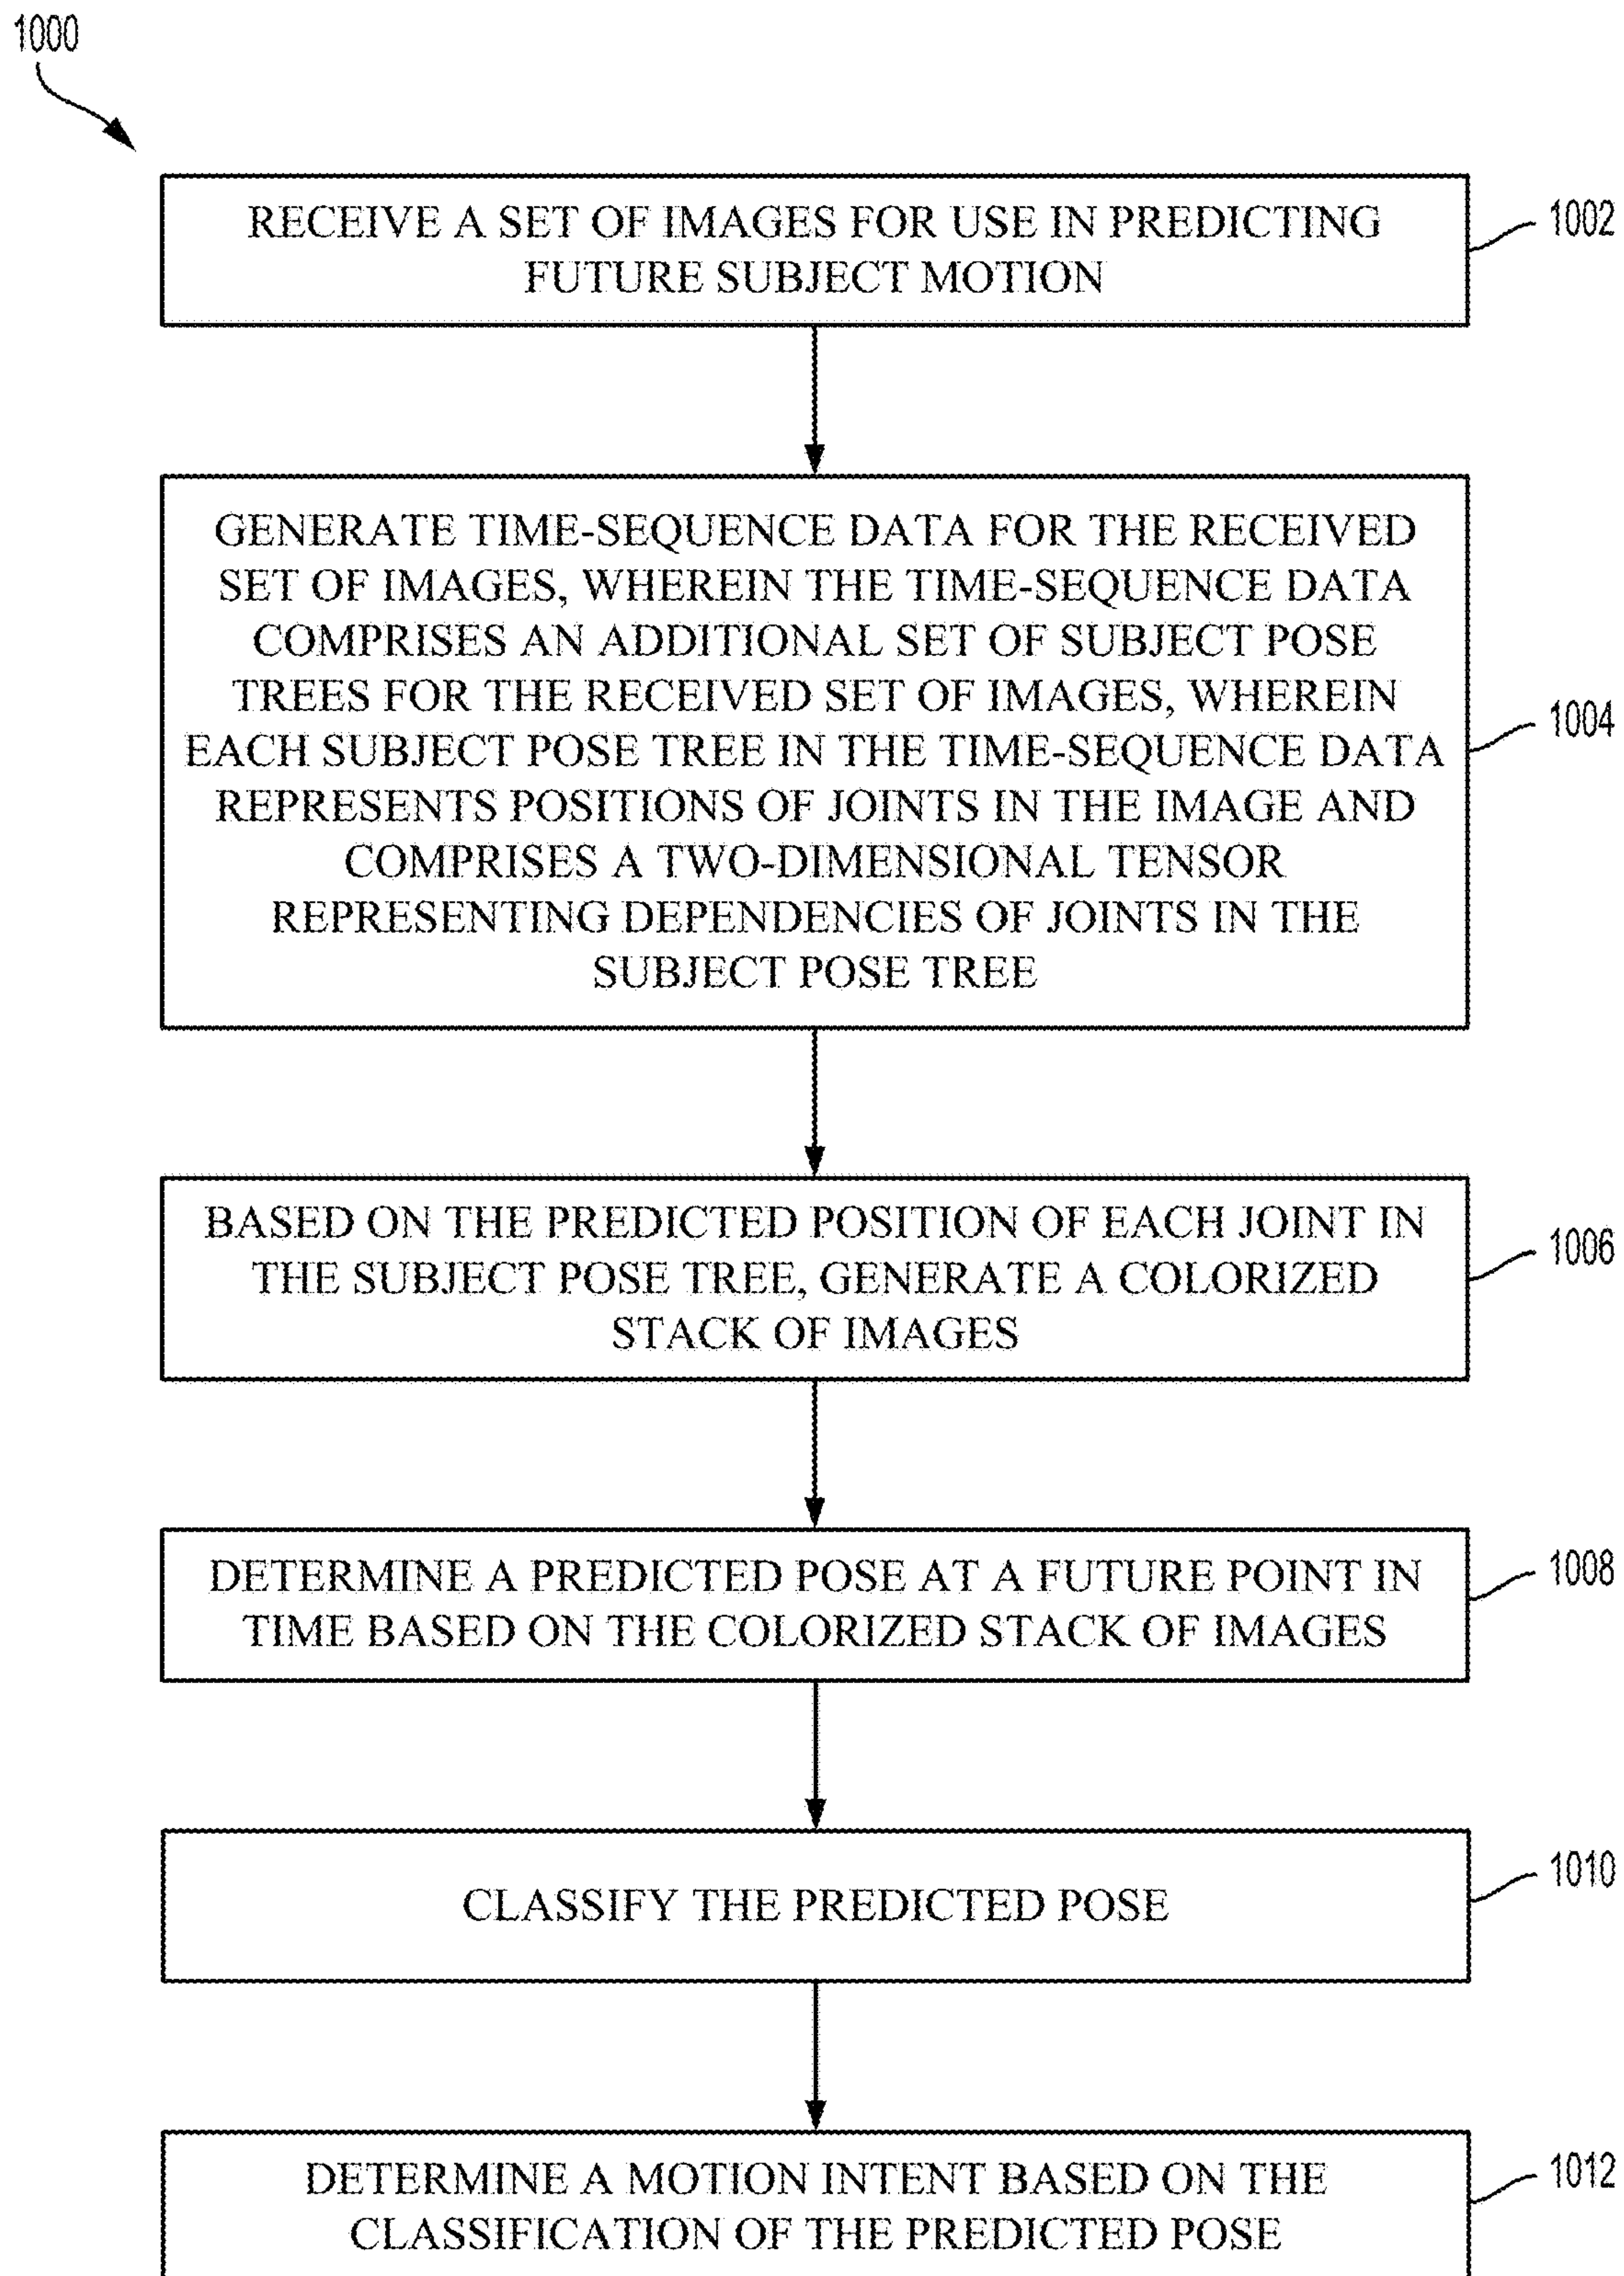 1000
RECEIVE A SET OF IMAGES FOR USE IN PREDICTING
FUTURE SUBJECT MOTION
1002
GENERATE TIME-SEQUENCE DATA FOR THE RECEIVED
SET OF IMAGES, WHEREIN THE TIME-SEQUENCE DATA
COMPRISES AN ADDITIONAL SET OF SUBJECT POSE
TREES FOR THE RECEIVED SET OF IMAGES, WHEREIN
EACH SUBJECT POSE TREE IN THE TIME-SEQUENCE DATA
REPRESENTS POSITIONS OF JOINTS IN THE IMAGE AND
COMPRISES A TWO-DIMENSIONAL TENSOR
REPRESENTING DEPENDENCIES OF JOINTS IN THE
SUBJECT POSE TREE
1004
BASED ON THE PREDICTED POSITION OF EACH JOINT IN
THE SUBJECT POSE TREE, GENERATE A COLORIZED
STACK OF IMAGES
1006
DETERMINE A PREDICTED POSE AT A FUTURE POINT IN
TIME BASED ON THE COLORIZED STACK OF IMAGES
1008
CLASSIFY THE PREDICTED POSE
1010
DETERMINE A MOTION INTENT BASED ON THE
CLASSIFICATION OF THE PREDICTED POSE
1012